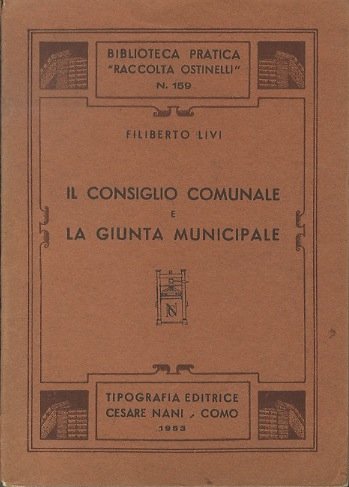 BIBLIOTECA PRATICA
"RACCOLTA OSTINELLI"
N. 159
FILIBERTO LIVI
IL CONSIGLIO COMUNALE
E
LA GIUNTA MUNICIPALE
N
TIPOGRAFIA EDITRICE
CESARE NANI - COMO
1953